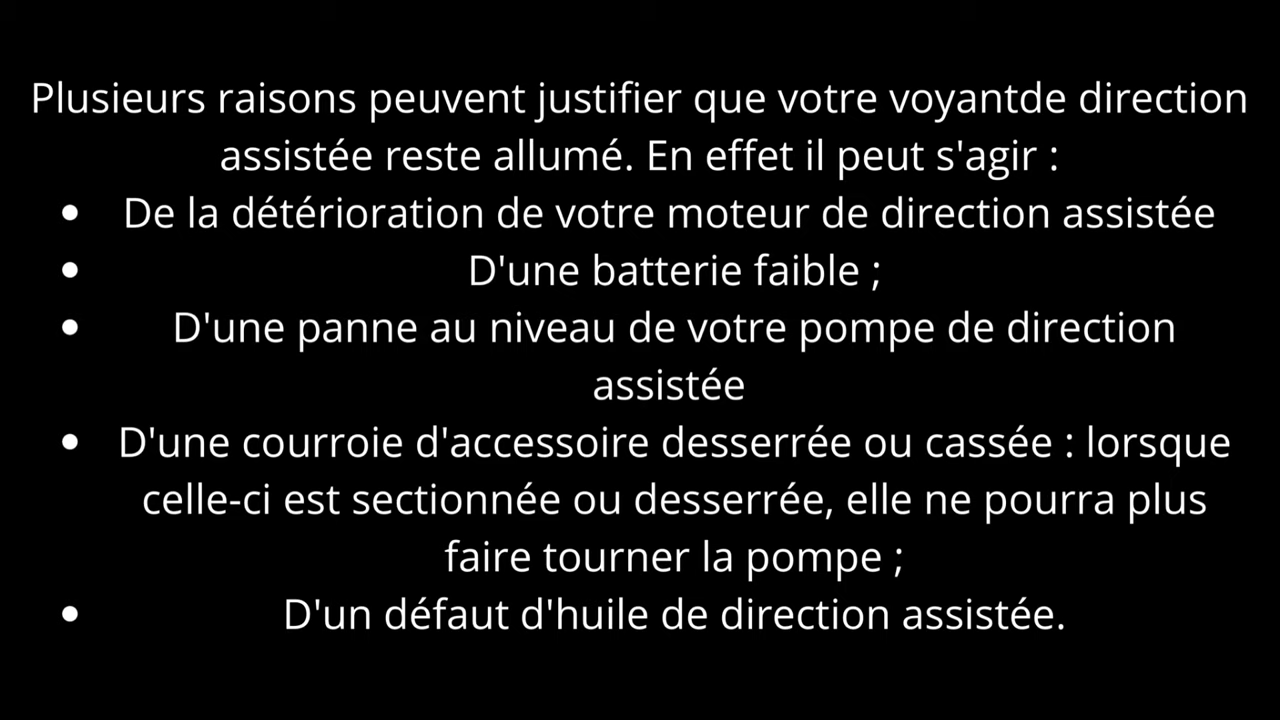 Plusieurs raisons peuvent justifier que votre voyantde direction
assistée reste allumé. En effet il peut s'agir :
• De la détérioration de votre moteur de direction assistée
• D'une batterie faible ;
• D'une panne au niveau de votre pompe de direction
assistée
• D'une courroie d'accessoire desserrée ou cassée : lorsque
celle-ci est sectionnée ou desserrée, elle ne pourra plus
faire tourner la pompe ;
• D'un défaut d'huile de direction assistée.